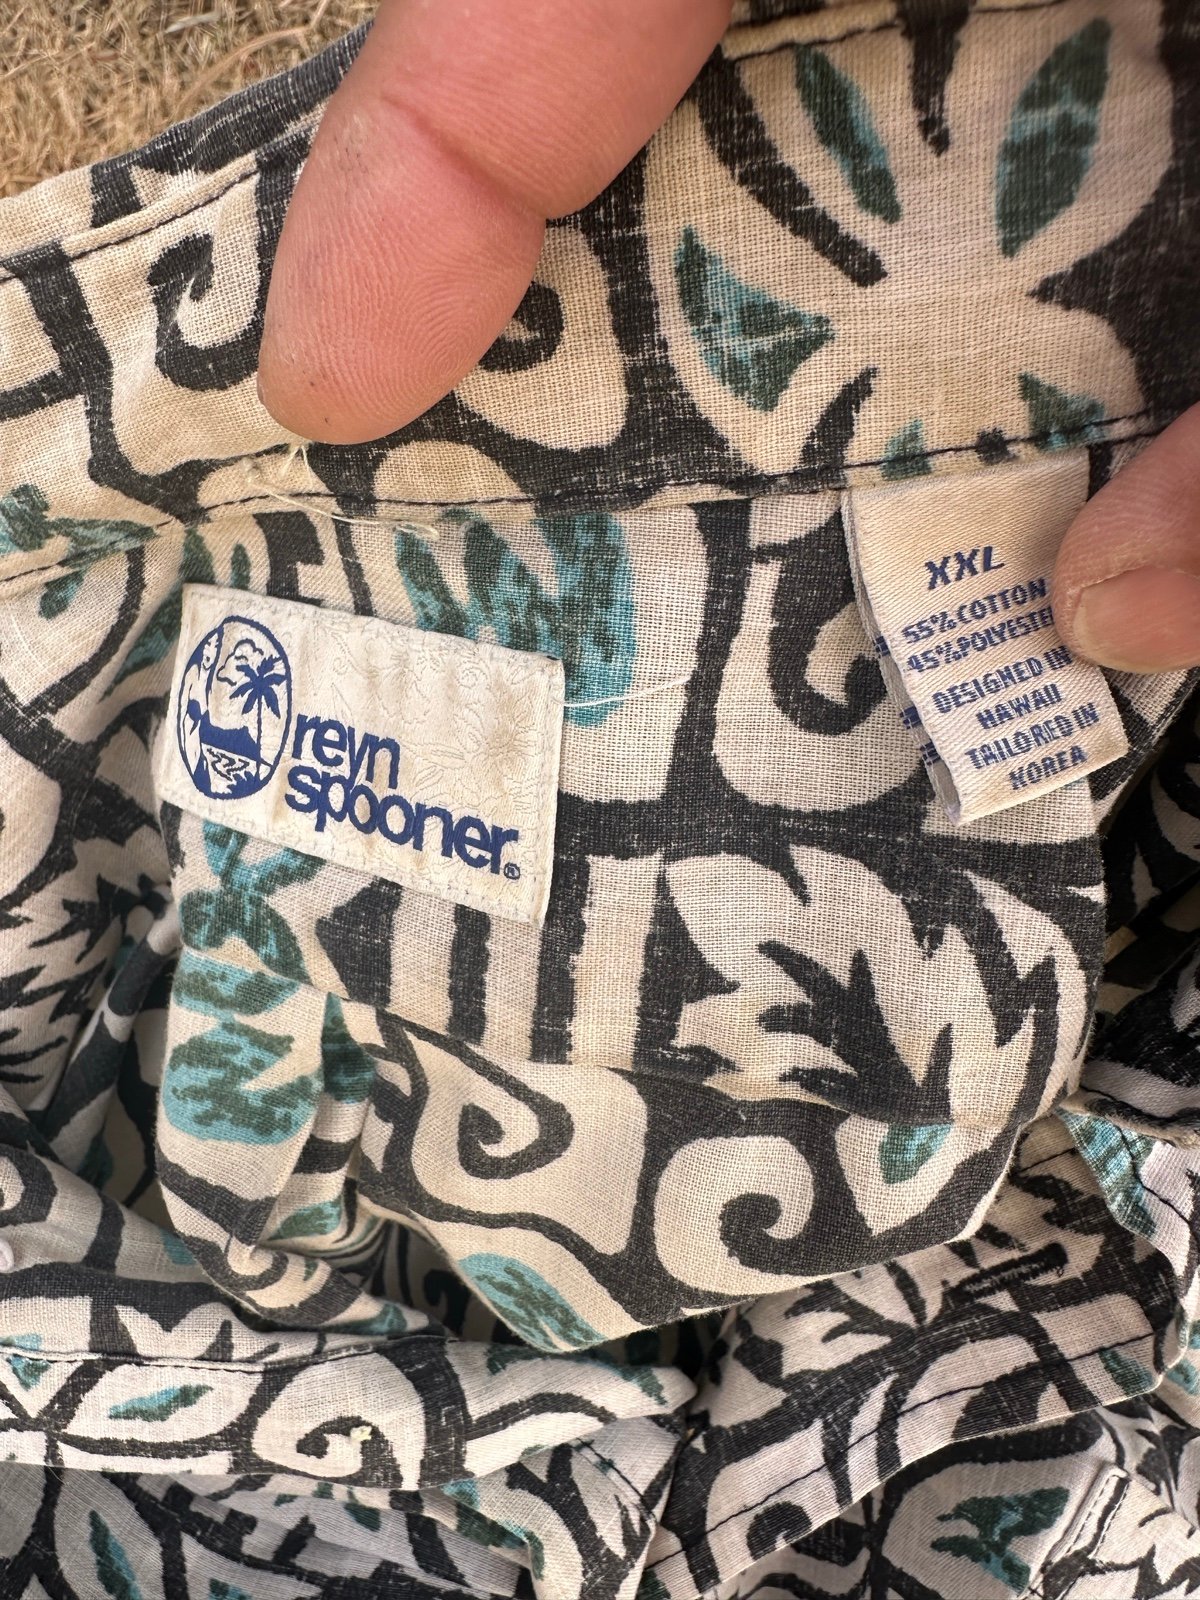 reyn
spooner®
XXL
55% COTTON
45% POLYESTER
DESIGNED IN
HAWAII
TAILORED IN
KOREA